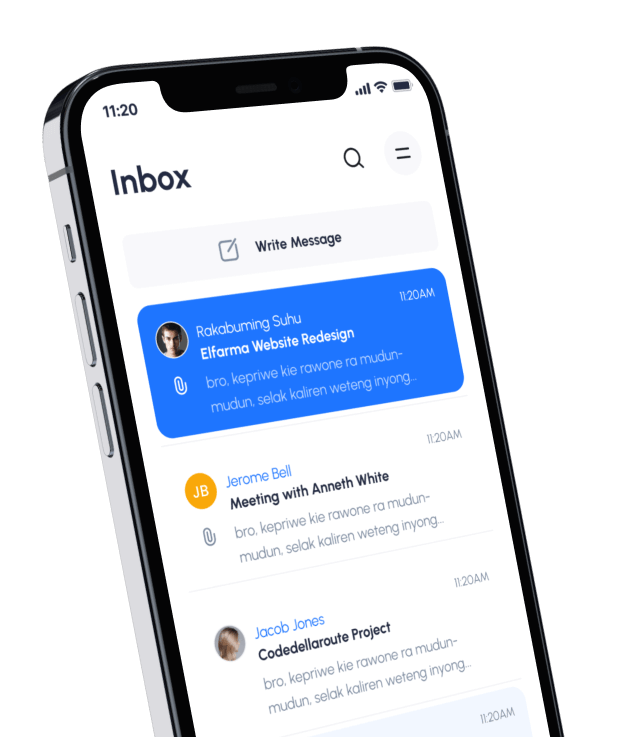 11:20
Inbox
Write Message
11:20AM
Rakabuming Suhu
Elfarma Website Redesign
bro, kepriwe kie rawone ra mudun-
mudun, selak kaliren weteng inyong...
11:20AM
JB
Jerome Bell
Meeting with Anneth White
bro, kepriwe kie rawone ra mudun-
mudun, selak kaliren weteng inyong...
11:20AM
Jacob Jones
Codedellaroute Project
bro, kepriwe kie rawone ra mudun-
mudun, selak kaliren weteng inyong...
11:20AM